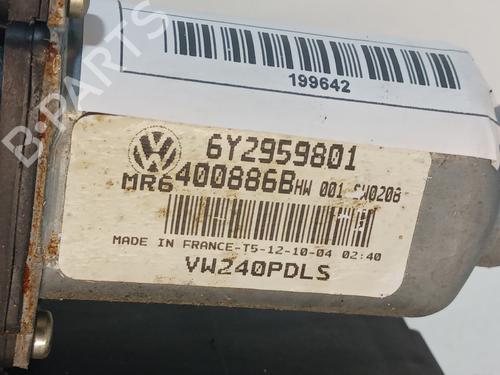 B-PARTS
199642
6Y2959801
MR6400886B HW 001 SW0208
MADE IN FRANCE-T5-12-10-04 02:40
VW240PDLS